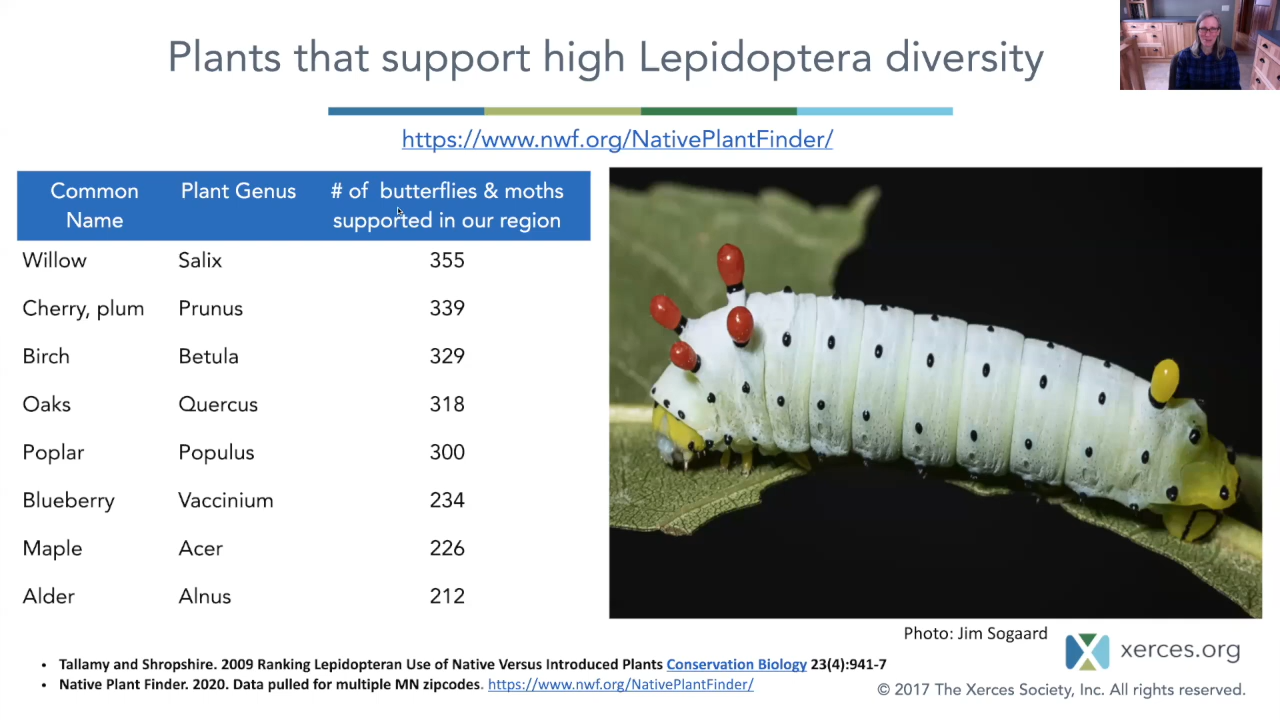 Plants that support high Lepidoptera diversity
https://www.nwf.org/NativePlantFinder/
Common Name Plant Genus # of butterflies & moths supported in our region
Willow Salix 355
Cherry, plum Prunus 339
Birch Betula 329
Oaks Quercus 318
Poplar Populus 300
Blueberry Vaccinium 234
Maple Acer 226
Alder Alnus 212
Photo: Jim Sogaard
xerces.org
• Tallamy and Shropshire. 2009 Ranking Lepidopteran Use of Native Versus Introduced Plants Conservation Biology 23(4):941-7
• Native Plant Finder. 2020. Data pulled for multiple MN zipcodes. https://www.nwf.org/NativePlantFinder/
© 2017 The Xerces Society, Inc. All rights reserved.